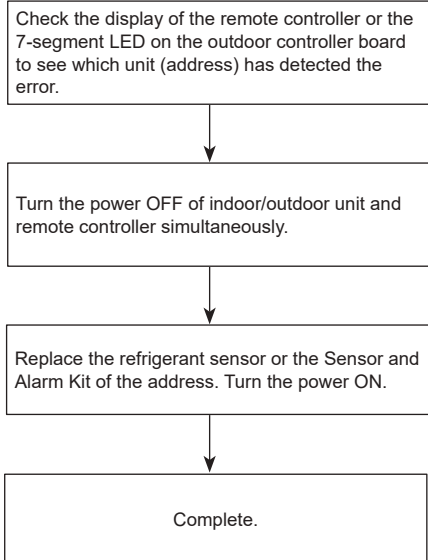 Check the display of the remote controller or the
7-segment LED on the outdoor controller board
to see which unit (address) has detected the
error.
Turn the power OFF of indoor/outdoor unit and
remote controller simultaneously.
Replace the refrigerant sensor or the Sensor and
Alarm Kit of the address. Turn the power ON.
Complete.